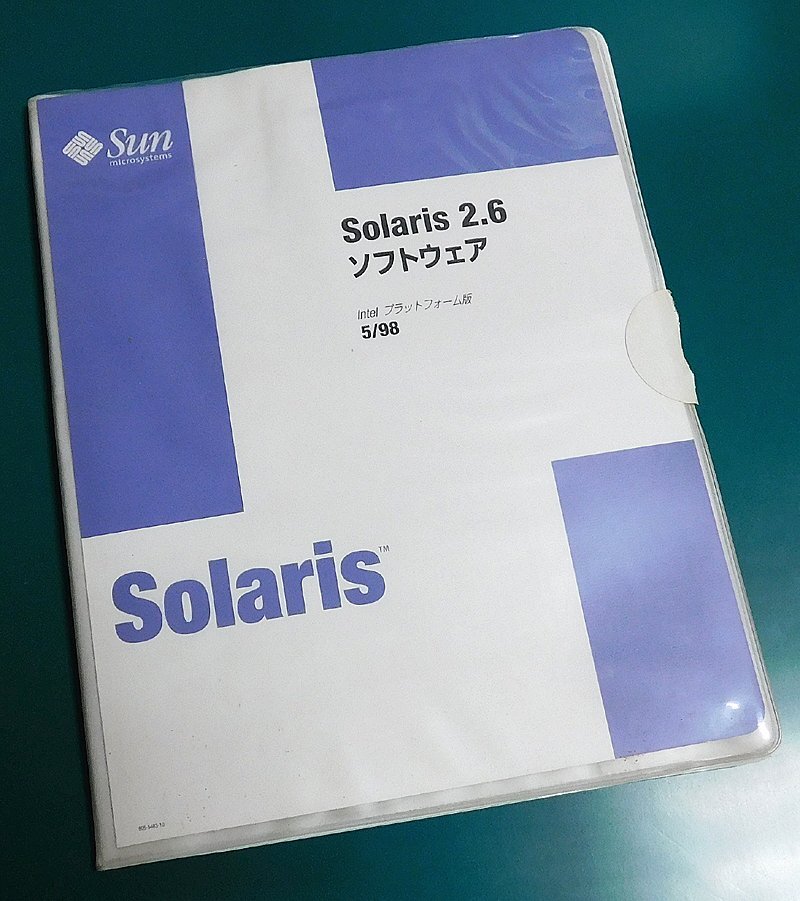 Sun
microsystems
Solaris 2.6
ソフトウェア
Intel プラットフォーム版
5/98
Solaris™